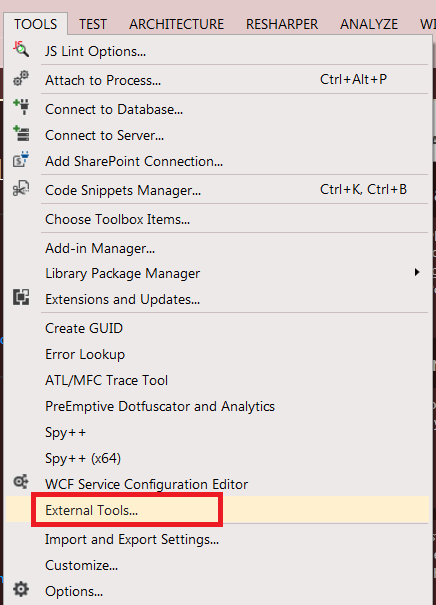 TOOLS TEST ARCHITECTURE RESHARPER ANALYZE WI
JS Lint Options...
Attach to Process... Ctrl+Alt+P
Connect to Database...
Connect to Server...
Add SharePoint Connection...
Code Snippets Manager... Ctrl+K, Ctrl+B
Choose Toolbox Items...
Add-in Manager...
Library Package Manager
Extensions and Updates...
Create GUID
Error Lookup
ATL/MFC Trace Tool
PreEmptive Dotfuscator and Analytics
Spy++
Spy++ (x64)
WCF Service Configuration Editor
External Tools...
Import and Export Settings...
Customize...
Options...